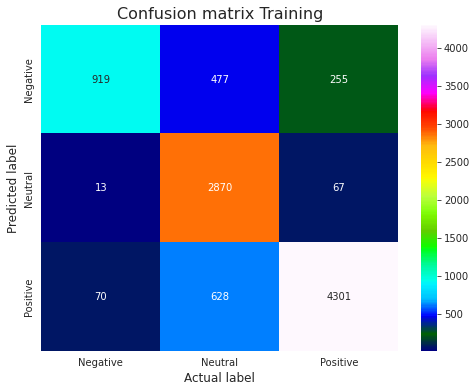 Confusion matrix Training
Predicted label
Negative
919
477
255
Neutral
13
2870
67
Positive
70
628
4301
Negative
Neutral
Positive
Actual label
4000
3500
3000
2500
2000
1500
1000
500